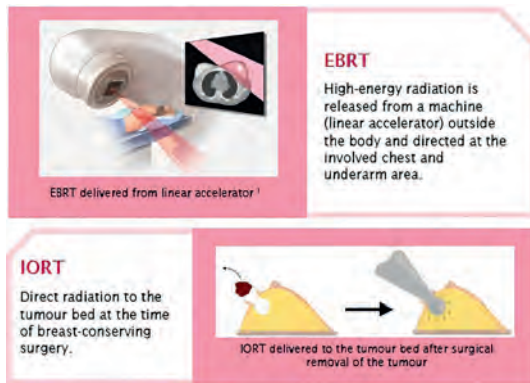 EBRT
High-energy radiation is
released from a machine
(linear accelerator) outside
the body and directed at the
involved chest and
underarm area.
EBRT delivered from linear accelerator 1
IORT
Direct radiation to the
tumour bed at the time
of breast-conserving
surgery.
IORT delivered to the tumour bed after surgical
removal of the tumour